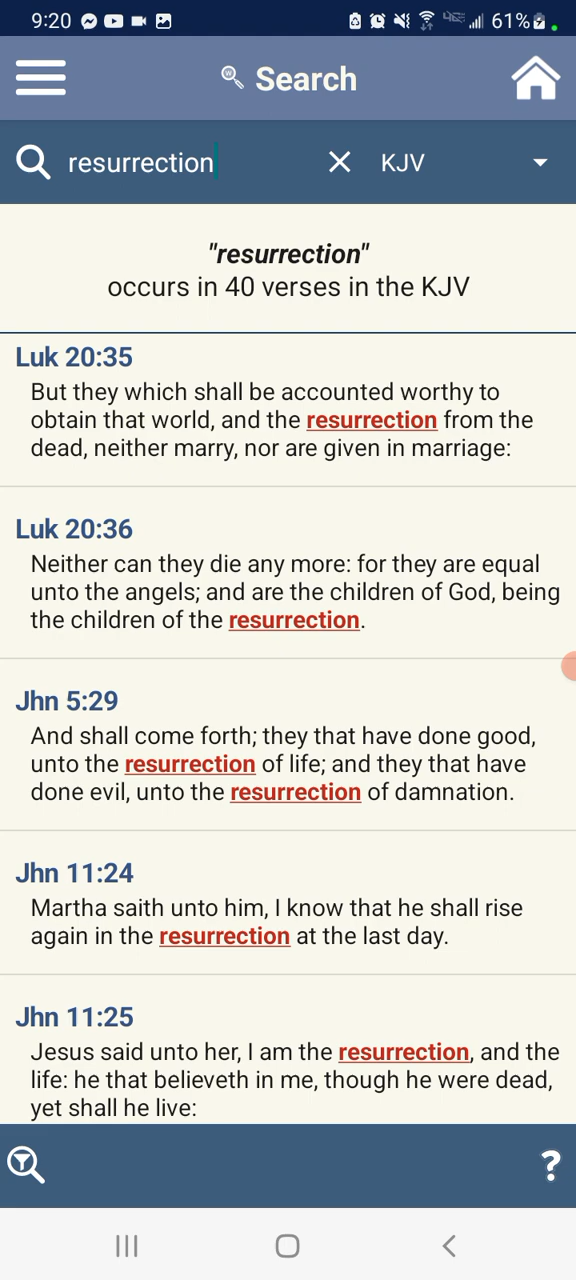 9:20
61%
Search
resurrection
KJV
"resurrection"
occurs in 40 verses in the KJV
Luk 20:35
But they which shall be accounted worthy to
obtain that world, and the resurrection from the
dead, neither marry, nor are given in marriage:
Luk 20:36
Neither can they die any more: for they are equal
unto the angels; and are the children of God, being
the children of the resurrection.
Jhn 5:29
And shall come forth; they that have done good,
unto the resurrection of life; and they that have
done evil, unto the resurrection of damnation.
Jhn 11:24
Martha saith unto him, I know that he shall rise
again in the resurrection at the last day.
Jhn 11:25
Jesus said unto her, I am the resurrection, and the
life: he that believeth in me, though he were dead,
yet shall he live:
?